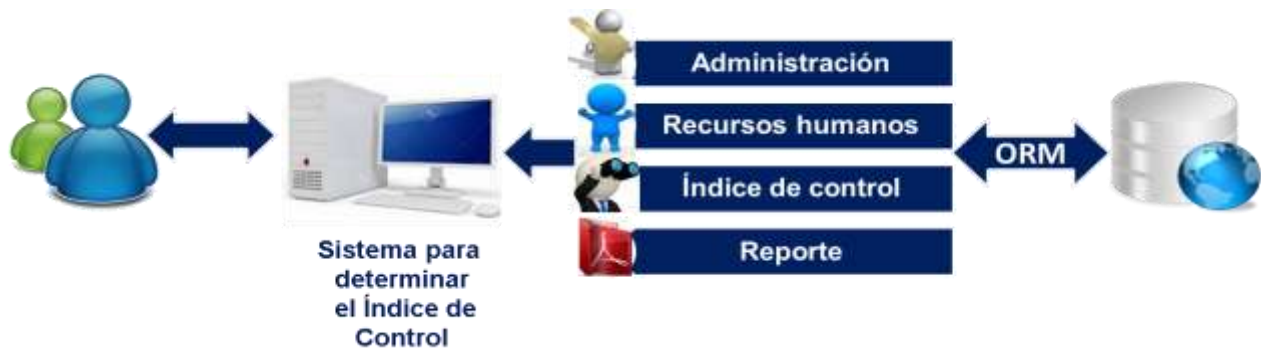 Administración
Recursos humanos
Índice de control
Reporte
ORM
Sistema para
determinar
el Índice de
Control